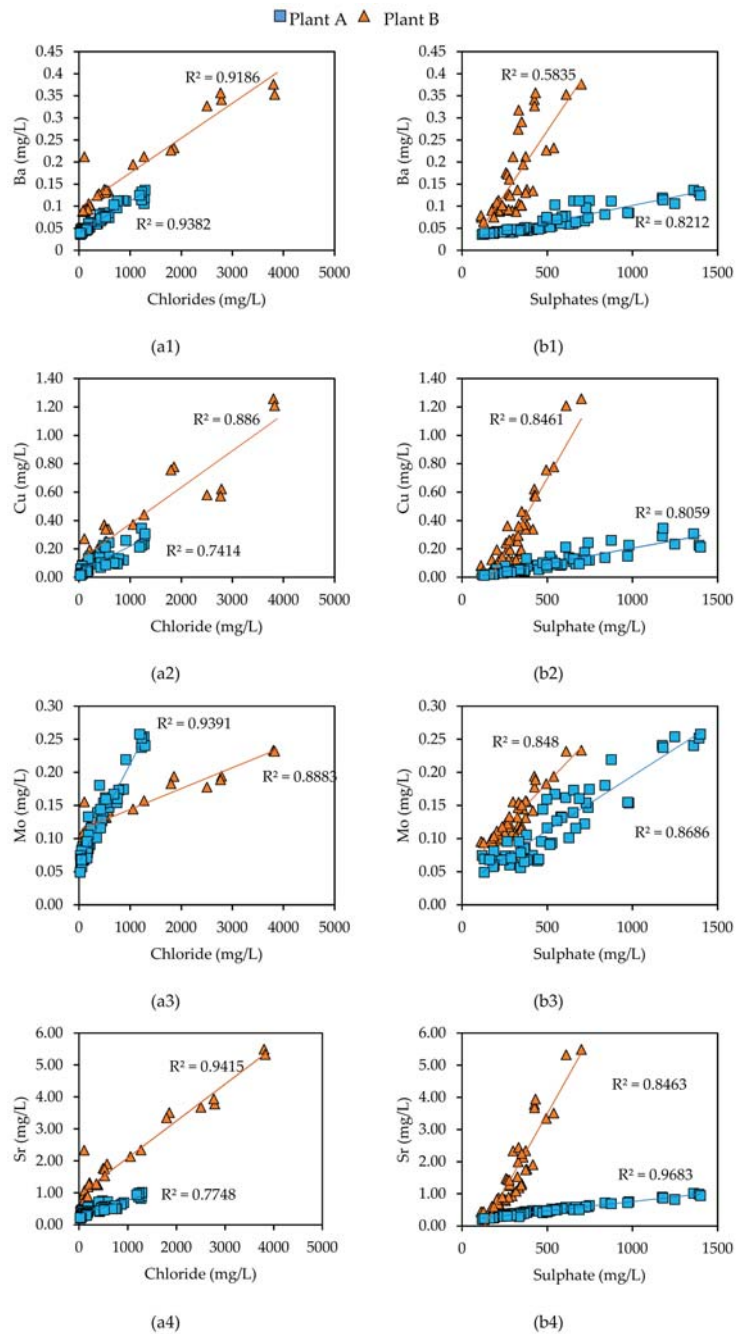 Plant A Plant B
0.45
0.4
0.35
0.3
0.25
0.2
0.15
0.1
0.05
0
Ba (mg/L)
R² = 0.9186
R² = 0.9382
0 1000 2000 3000 4000 5000
Chlorides (mg/L)
(a1)
0.45
0.4
0.35
0.3
0.25
0.2
0.15
0.1
0.05
0
Ba (mg/L)
R² = 0.5835
R² = 0.8212
0 500 1000 1500
Sulphates (mg/L)
(b1)
1.40
1.20
1.00
0.80
0.60
0.40
0.20
0.00
Cu (mg/L)
R² = 0.886
R² = 0.7414
0 1000 2000 3000 4000 5000
Chloride (mg/L)
(a2)
1.40
1.20
1.00
0.80
0.60
0.40
0.20
0.00
Cu (mg/L)
R² = 0.8461
R² = 0.8059
0 500 1000 1500
Sulphate (mg/L)
(b2)
0.30
0.25
0.20
0.15
0.10
0.05
0.00
Mo (mg/L)
R² = 0.9391
R² = 0.8883
0 1000 2000 3000 4000 5000
Chloride (mg/L)
(a3)
0.30
0.25
0.20
0.15
0.10
0.05
0.00
Mo (mg/L)
R² = 0.848
R² = 0.8686
0 500 1000 1500
Sulphate (mg/L)
(b3)
6.00
5.00
4.00
3.00
2.00
1.00
0.00
Sr (mg/L)
R² = 0.9415
R² = 0.7748
0 1000 2000 3000 4000 5000
Chloride (mg/L)
(a4)
6.00
5.00
4.00
3.00
2.00
1.00
0.00
Sr (mg/L)
R² = 0.8463
R² = 0.9683
0 500 1000 1500
Sulphate (mg/L)
(b4)